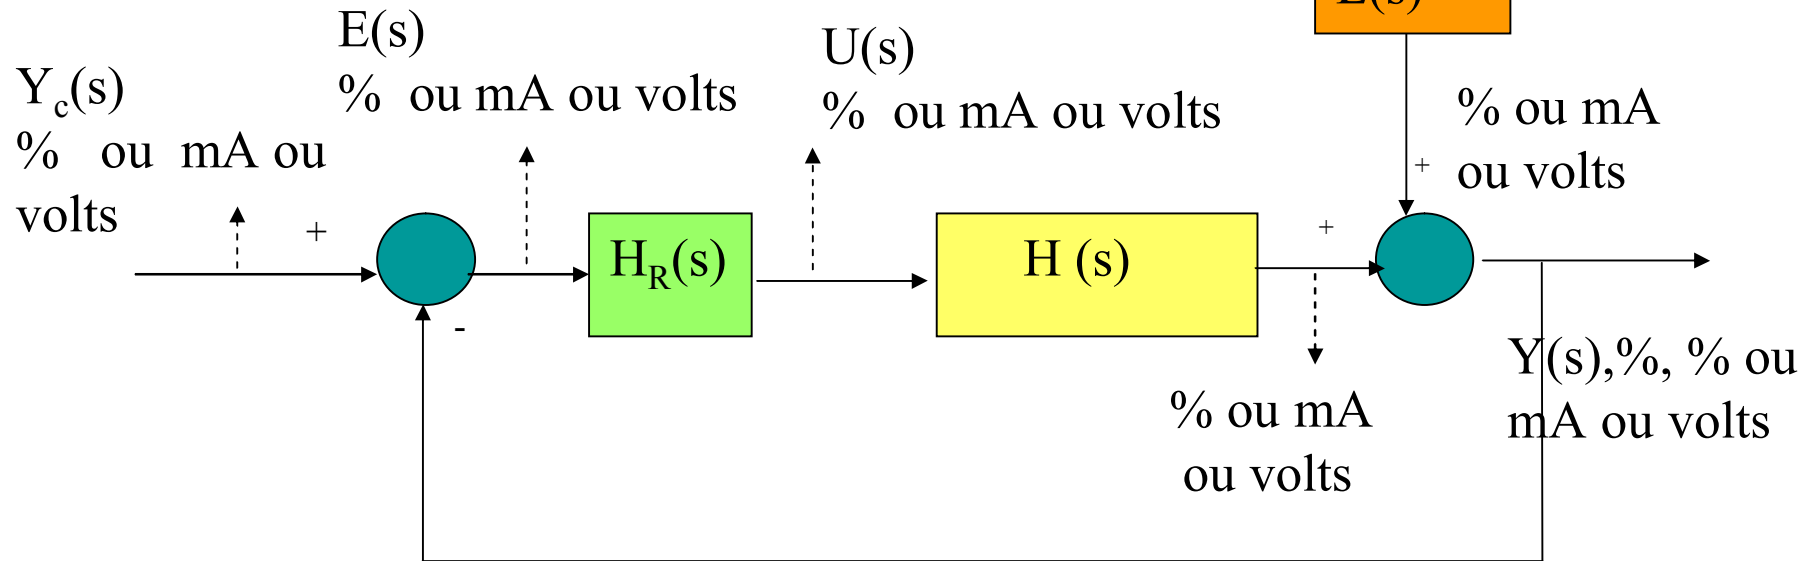 E(s)
% ou mA ou volts
U(s)
% ou mA ou volts
Yc(s)
% ou mA ou
volts
% ou mA
ou volts
+
+
+
-
HR(s)
H (s)
Y(s),%, % ou
mA ou volts
% ou mA
ou volts